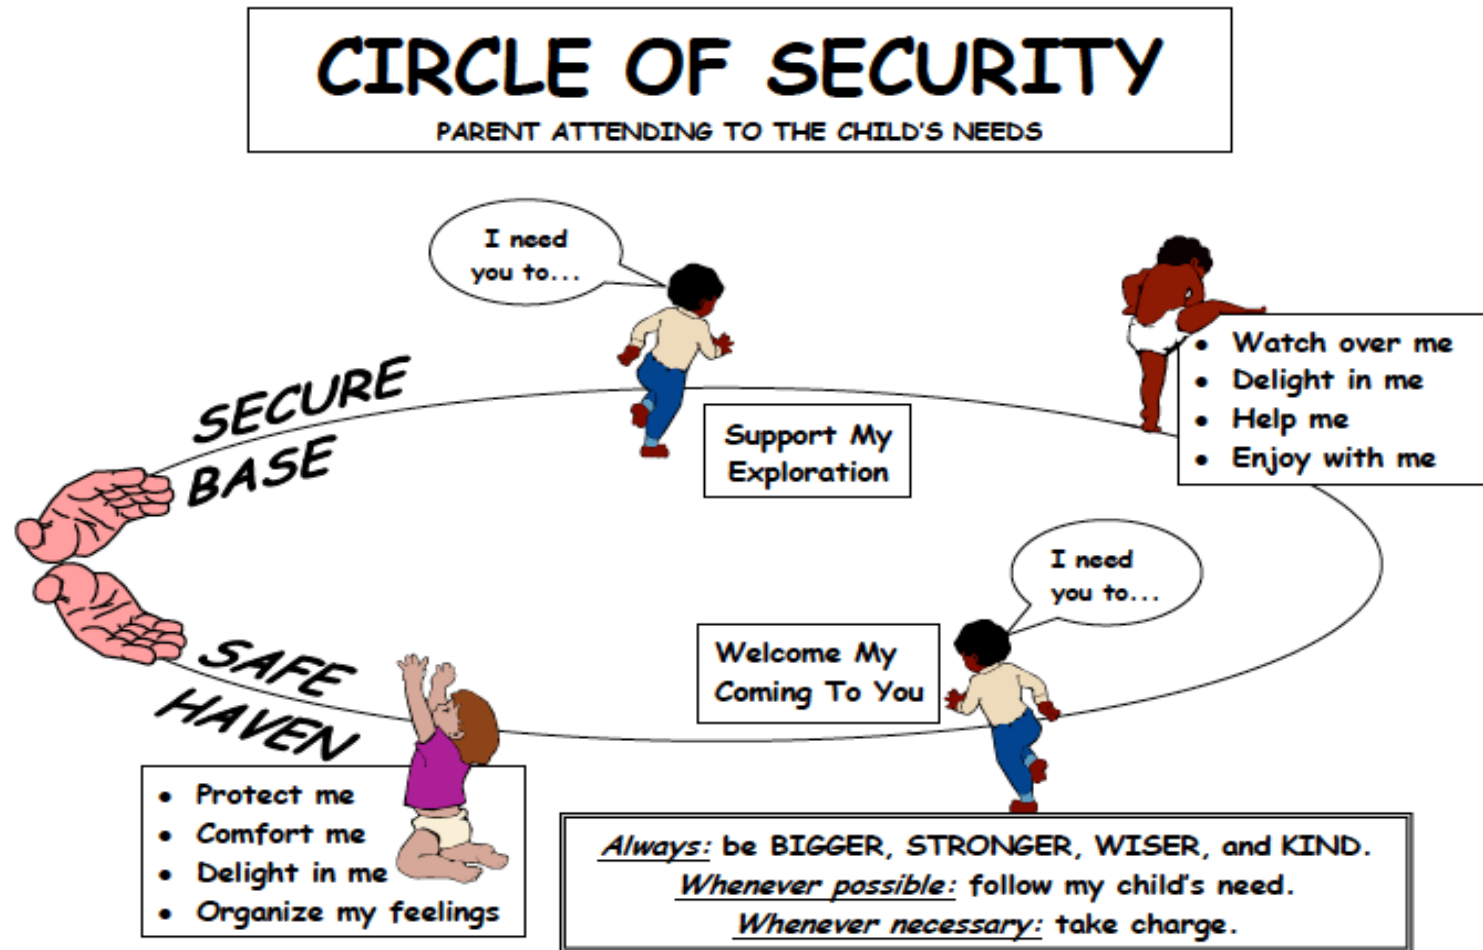 CIRCLE OF SECURITY
PARENT ATTENDING TO THE CHILD'S NEEDS
I need
you to...
SECURE
BASE
Support My
Exploration
• Watch over me
• Delight in me
• Help me
• Enjoy with me
I need
you to...
Welcome My
Coming To You
SAFE
HAVEN
• Protect me
• Comfort me
• Delight in me
• Organize my feelings
Always: be BIGGER, STRONGER, WISER, and KIND.
Whenever possible: follow my child's need.
Whenever necessary: take charge.